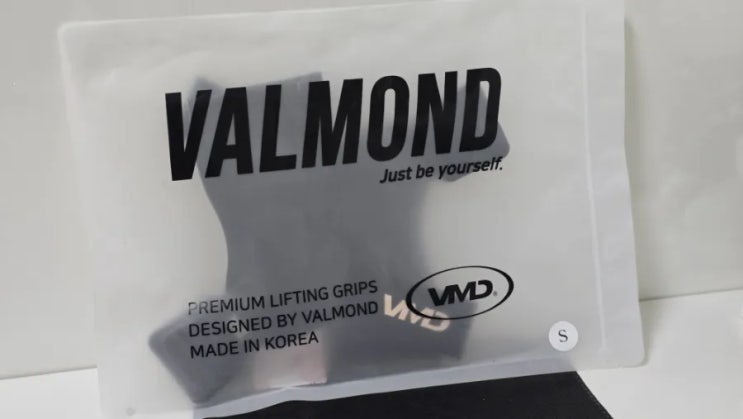 VALMOND
Just be yourself.
PREMIUM LIFTING GRIPS
DESIGNED BY VALMOND
MADE IN KOREA
VMD
VMD®
S